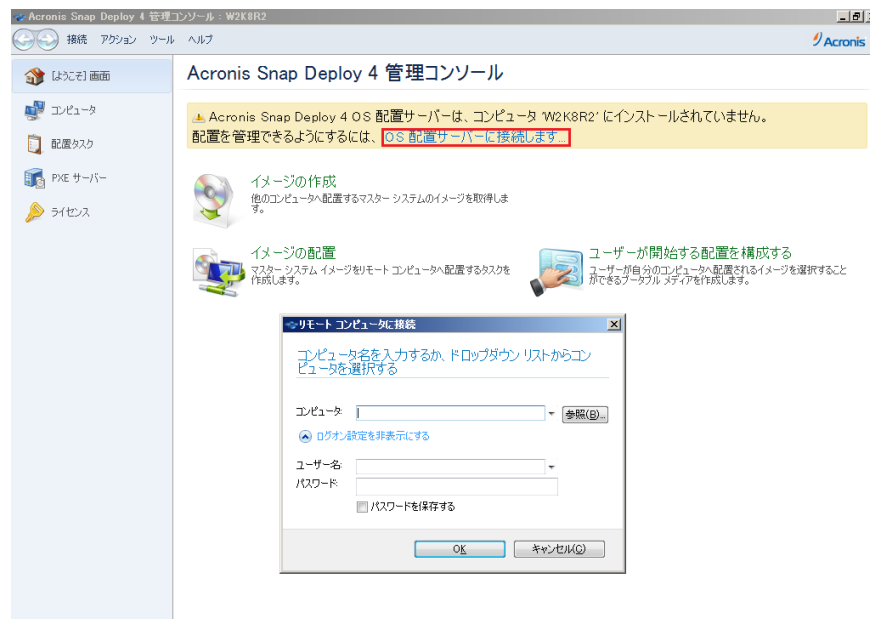 Acronis Snap Deploy 4 管理コンソール : W2K8R2
接続 アクション ツール ヘルプ
Acronis
[ようこそ] 画面
コンピュータ
配置タスク
PXE サーバー
ライセンス
Acronis Snap Deploy 4 管理コンソール
Acronis Snap Deploy 4 OS 配置サーバーは、コンピュータ 'W2K8R2' にインストールされていません。
配置を管理できるようにするには、OS 配置サーバーに接続します...
イメージの作成
他のコンピュータへ配置するマスター システムのイメージを取得しま
す。
イメージの配置
マスター システム イメージをリモート コンピュータへ配置するタスクを
作成します。
ユーザーが開始する配置を構成する
ユーザーが自分のコンピュータへ配置されるイメージを選択すること
ができるブータブル メディアを作成します。
リモート コンピュータに接続
コンピュータ名を入力するか、ドロップダウン リストからコン
ピュータを選択する
コンピュータ:
参照(B)...
ログオン設定を非表示にする
ユーザー名:
パスワード:
パスワードを保存する
OK
キャンセル(C)